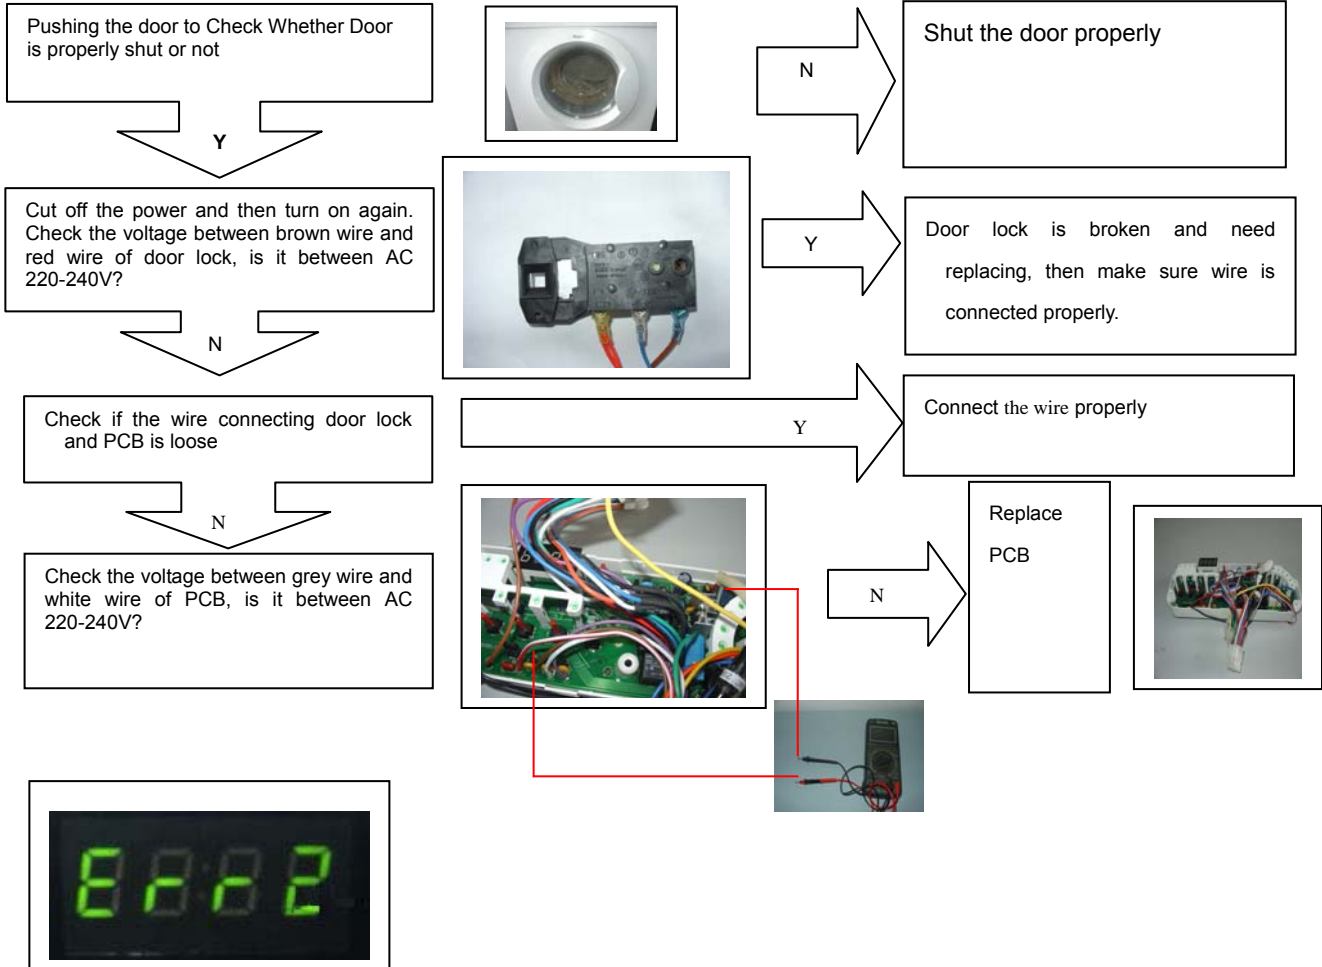 Pushing the door to Check Whether Door
is properly shut or not
N
Shut the door properly
Y
Cut off the power and then turn on again.
Check the voltage between brown wire and
red wire of door lock, is it between AC
220-240V?
Y
Door lock is broken and need
replacing, then make sure wire is
connected properly.
N
Check if the wire connecting door lock
and PCB is loose
Y
Connect the wire properly
N
Check the voltage between grey wire and
white wire of PCB, is it between AC
220-240V?
N
Replace
PCB
Err2